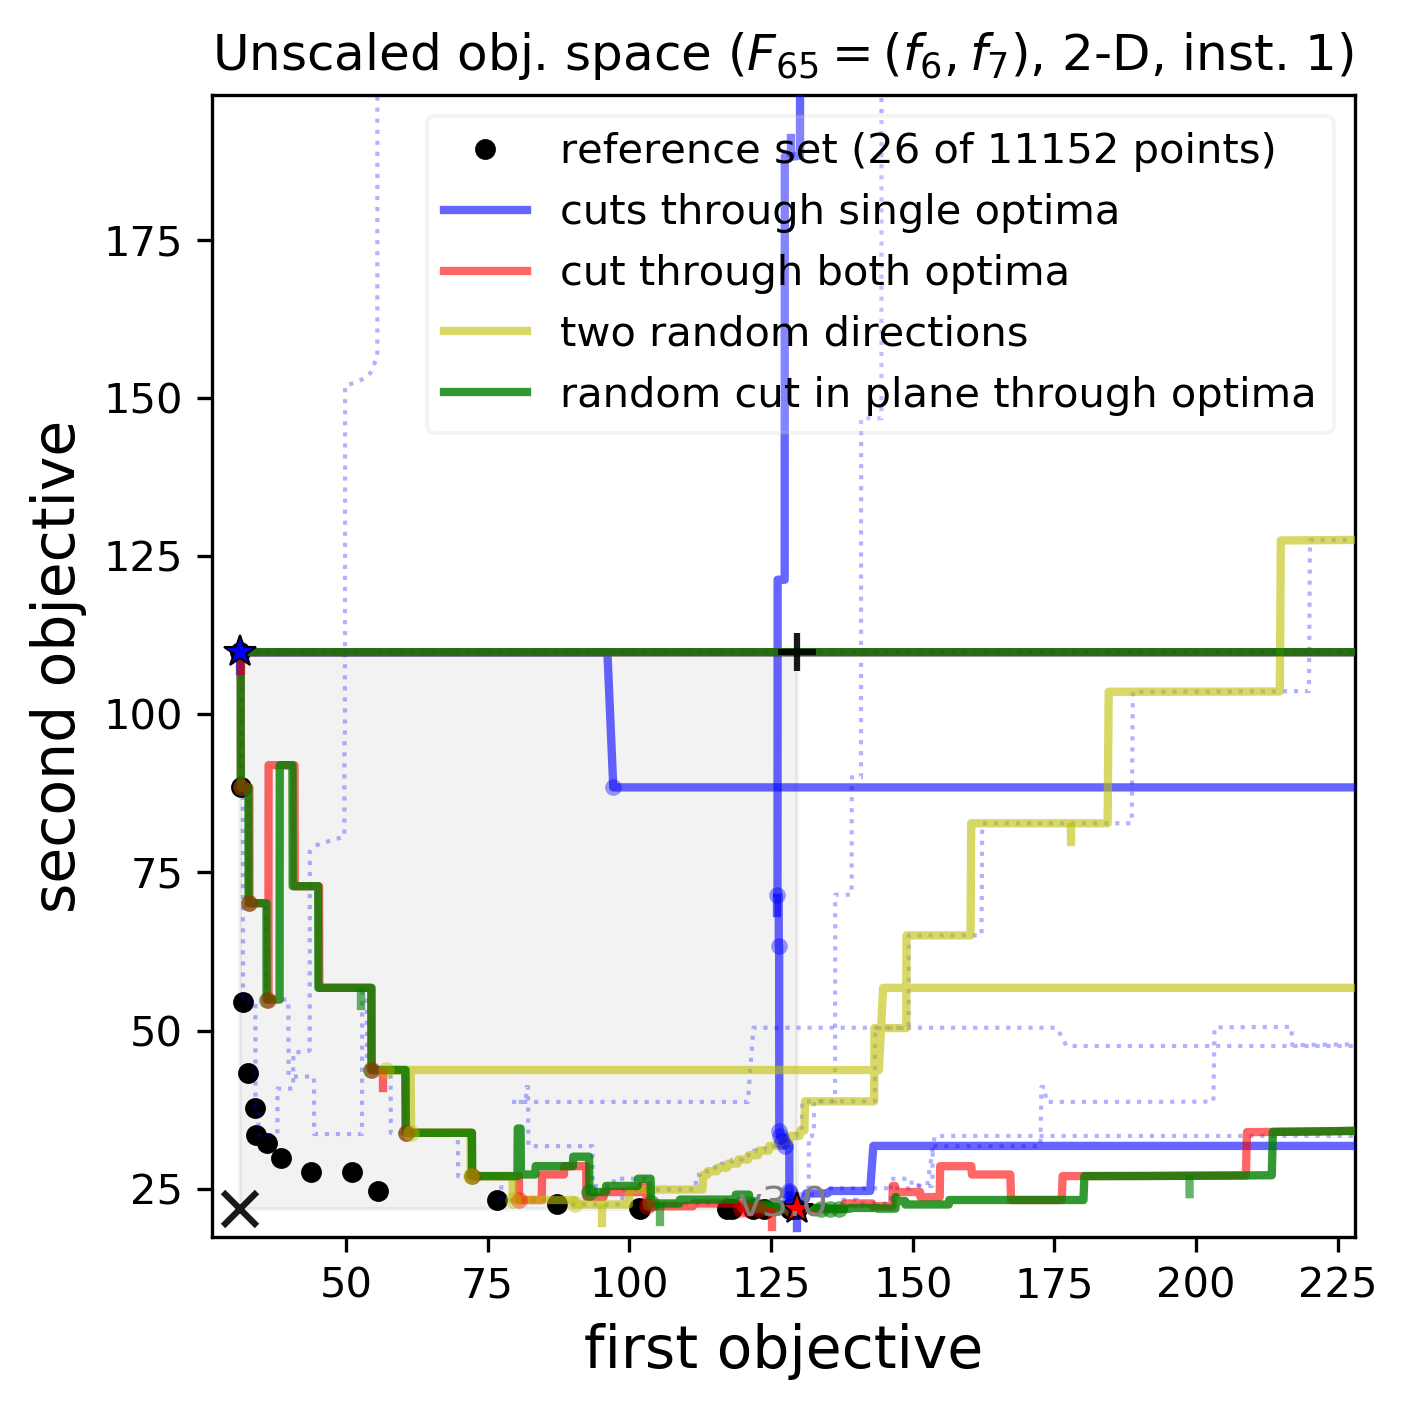 Unscaled obj. space (F65 = (f6, f7), 2-D, inst. 1)
reference set (26 of 11152 points)
cuts through single optima
cut through both optima
two random directions
random cut in plane through optima
second objective
175
150
125
100
75
50
25
v3.0
50 75 100 125 150 175 200 225
first objective